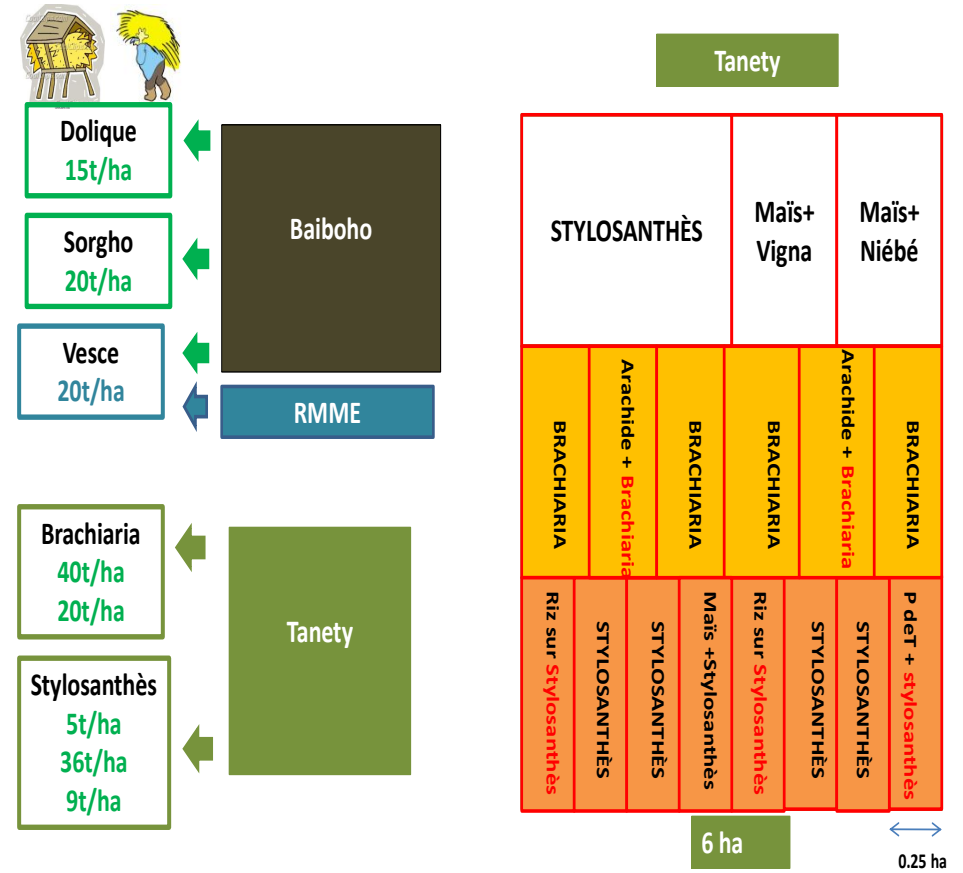 Dolique
15t/ha
Sorgho
20t/ha
Vesce
20t/ha
Baiboho
RMME
Brachiaria
40t/ha
20t/ha
Stylosanthès
5t/ha
36t/ha
9t/ha
Tanety
Tanety
STYLOSANTHÈS
Maïs+
Vigna
Maïs+
Niébé
BRACHIARIA
Arachide + Brachiaria
BRACHIARIA
BRACHIARIA
Arachide + Brachiaria
BRACHIARIA
Riz sur Stylosanthès
STYLOSANTHÈS
STYLOSANTHÈS
Maïs +Stylosanthès
Riz sur Stylosanthès
STYLOSANTHÈS
STYLOSANTHÈS
P deT + stylosanthès
6 ha
0.25 ha